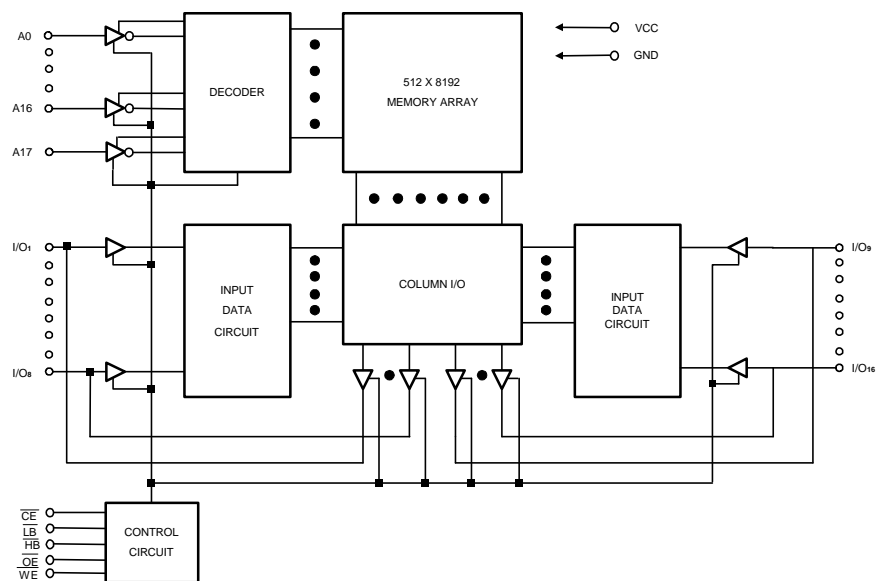 A0
A16
A17
DECODER
512 X 8192
MEMORY ARRAY
VCC
GND
I/O1
I/O8
INPUT
DATA
CIRCUIT
COLUMN I/O
INPUT
DATA
CIRCUIT
I/O9
I/O16
CE
LB
HB
OE
WE
CONTROL
CIRCUIT